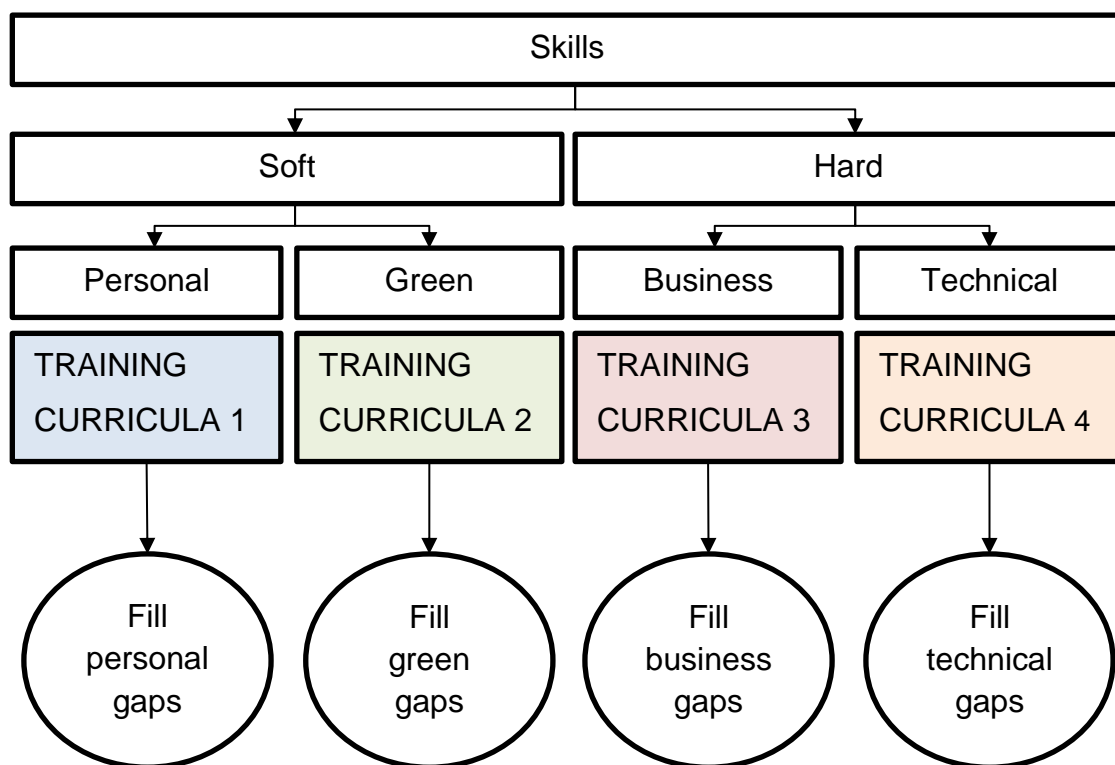 Skills
Soft
Hard
Personal
Green
Business
Technical
TRAINING
CURRICULA 1
TRAINING
CURRICULA 2
TRAINING
CURRICULA 3
TRAINING
CURRICULA 4
Fill
personal
gaps
Fill
green
gaps
Fill
business
gaps
Fill
technical
gaps